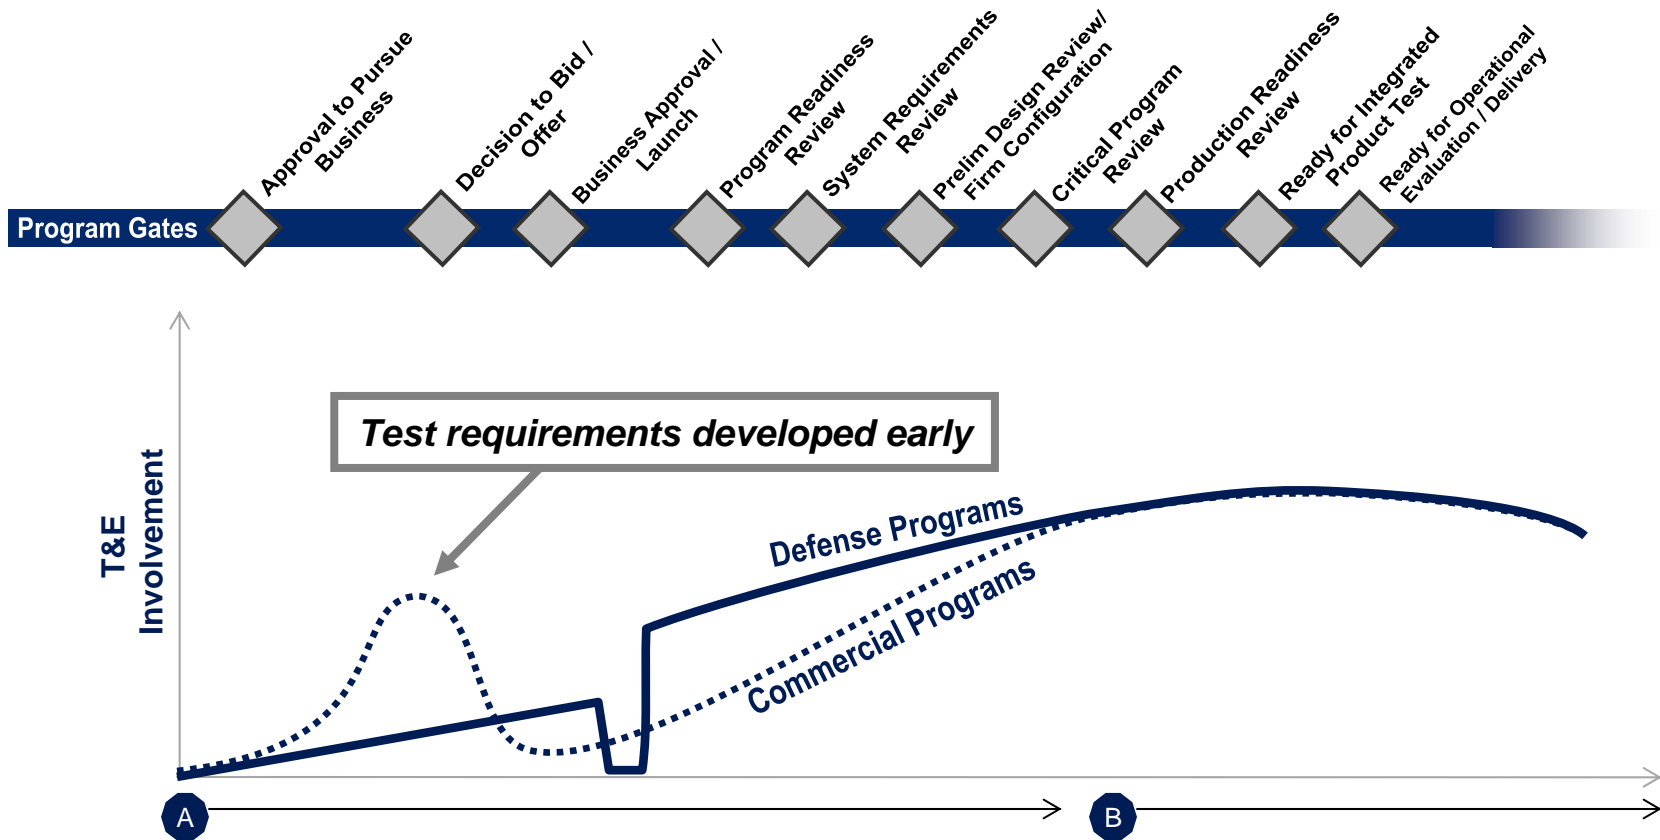 Approval to Pursue
Business
Decision to Bid /
Offer
Business Approval /
Launch
Program Readiness
Review
System Requirements
Review
Prelim Design Review/
Firm Configuration
Critical Program
Review
Production Readiness
Review
Ready for Integrated
Product Test
Ready for Operational
Evaluation / Delivery
Program Gates
Test requirements developed early
T&E
Involvement
Defense Programs
Commercial Programs
A
B